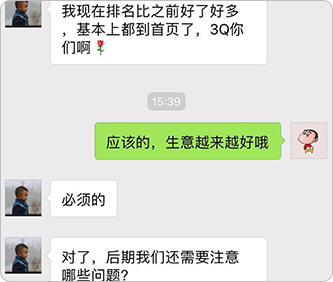 我现在排名比之前好了好多
，基本上都到首页了，3Q你
们啊🌹
15:39
应该的，生意越来越好哦
必须的
对了，后期我们还需要注意
哪些问题？